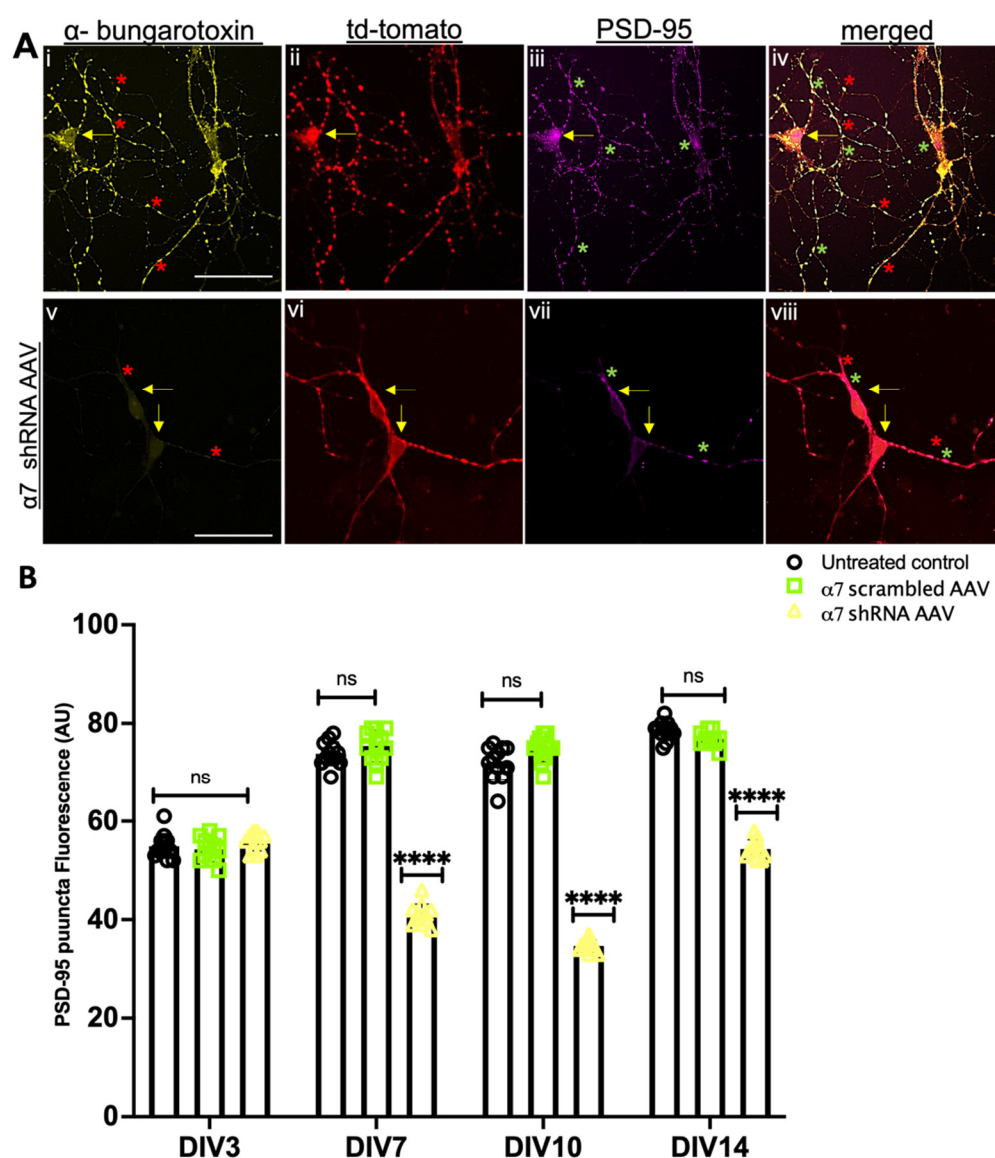 A
α- bungarotoxin td-tomato PSD-95 merged
i ii iii iv
* * * * * * * * * * * * * * * *
α7 shRNA AAV
v vi vii viii
* * * * * * * *
B
Untreated control
α7 scrambled AAV
α7 shRNA AAV
PSD-95 puuncta Fluorescence (AU)
100
80
60
40
20
0
ns ns ns ns
**** **** ****
DIV3 DIV7 DIV10 DIV14